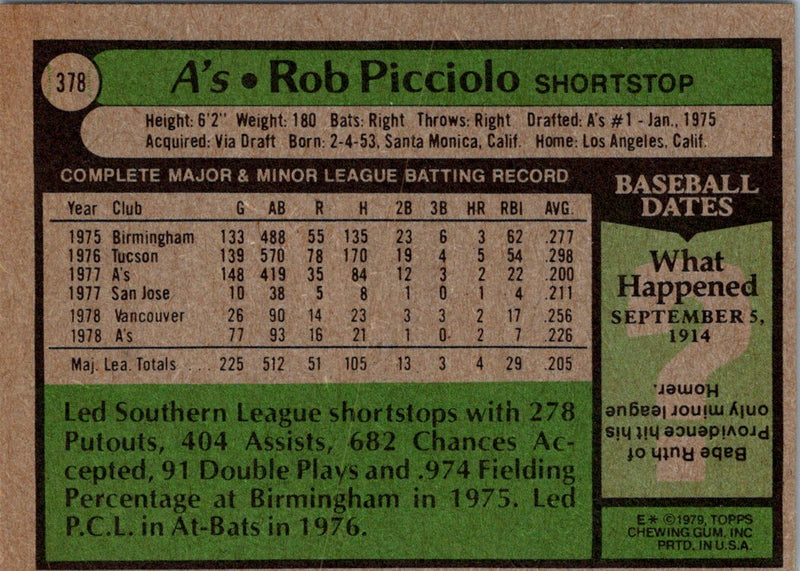 378
A's • Rob Picciolo SHORTSTOP
Height: 6'2" Weight: 180 Bats: Right Throws: Right Drafted: A's #1 - Jan., 1975
Acquired: Via Draft Born: 2-4-53, Santa Monica, Calif. Home: Los Angeles, Calif.
COMPLETE MAJOR & MINOR LEAGUE BATTING RECORD
Year Club G AB R H 2B 3B HR RBI AVG.
1975 Birmingham 133 488 55 135 23 6 3 62 .277
1976 Tucson 139 570 78 170 19 4 5 54 .298
1977 A's 148 419 35 84 12 3 2 22 .200
1977 San Jose 10 38 5 8 1 0 1 4 .211
1978 Vancouver 26 90 14 23 3 3 2 17 .256
1978 A's 77 93 16 21 1 0 2 7 .226
Maj. Lea. Totals ... 225 512 51 105 13 3 4 29 .205
Led Southern League shortstops with 278
Putouts, 404 Assists, 682 Chances Ac-
cepted, 91 Double Plays and .974 Fielding
Percentage at Birmingham in 1975. Led
P.C.L. in At-Bats in 1976.
BASEBALL
DATES
What
Happened
SEPTEMBER 5,
1914
?
Babe Ruth of
Providence hit his
only minor league
Homer.
E* ©1979, TOPPS
CHEWING GUM, INC
PRTD. IN U.S.A.